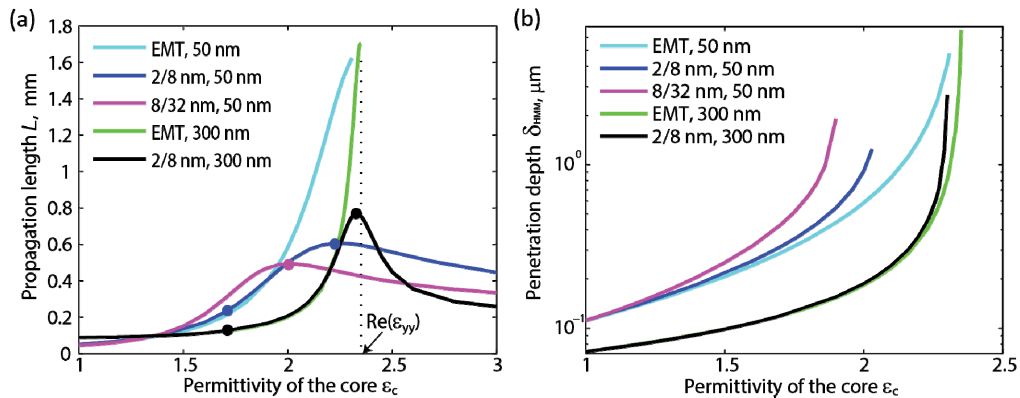 (a)
Propagation length L, mm
1.8
1.6
1.4
1.2
1
0.8
0.6
0.4
0.2
0
EMT, 50 nm
2/8 nm, 50 nm
8/32 nm, 50 nm
EMT, 300 nm
2/8 nm, 300 nm
Re(εyy)
mm
1
1.5
2
2.5
3
Permittivity of the core εc
(b)
Penetration depth δHMM, μm
10⁰
10⁻¹
EMT, 50 nm
2/8 nm, 50 nm
8/32 nm, 50 nm
EMT, 300 nm
2/8 nm, 300 nm
1
1.5
2
2.5
Permittivity of the core εc